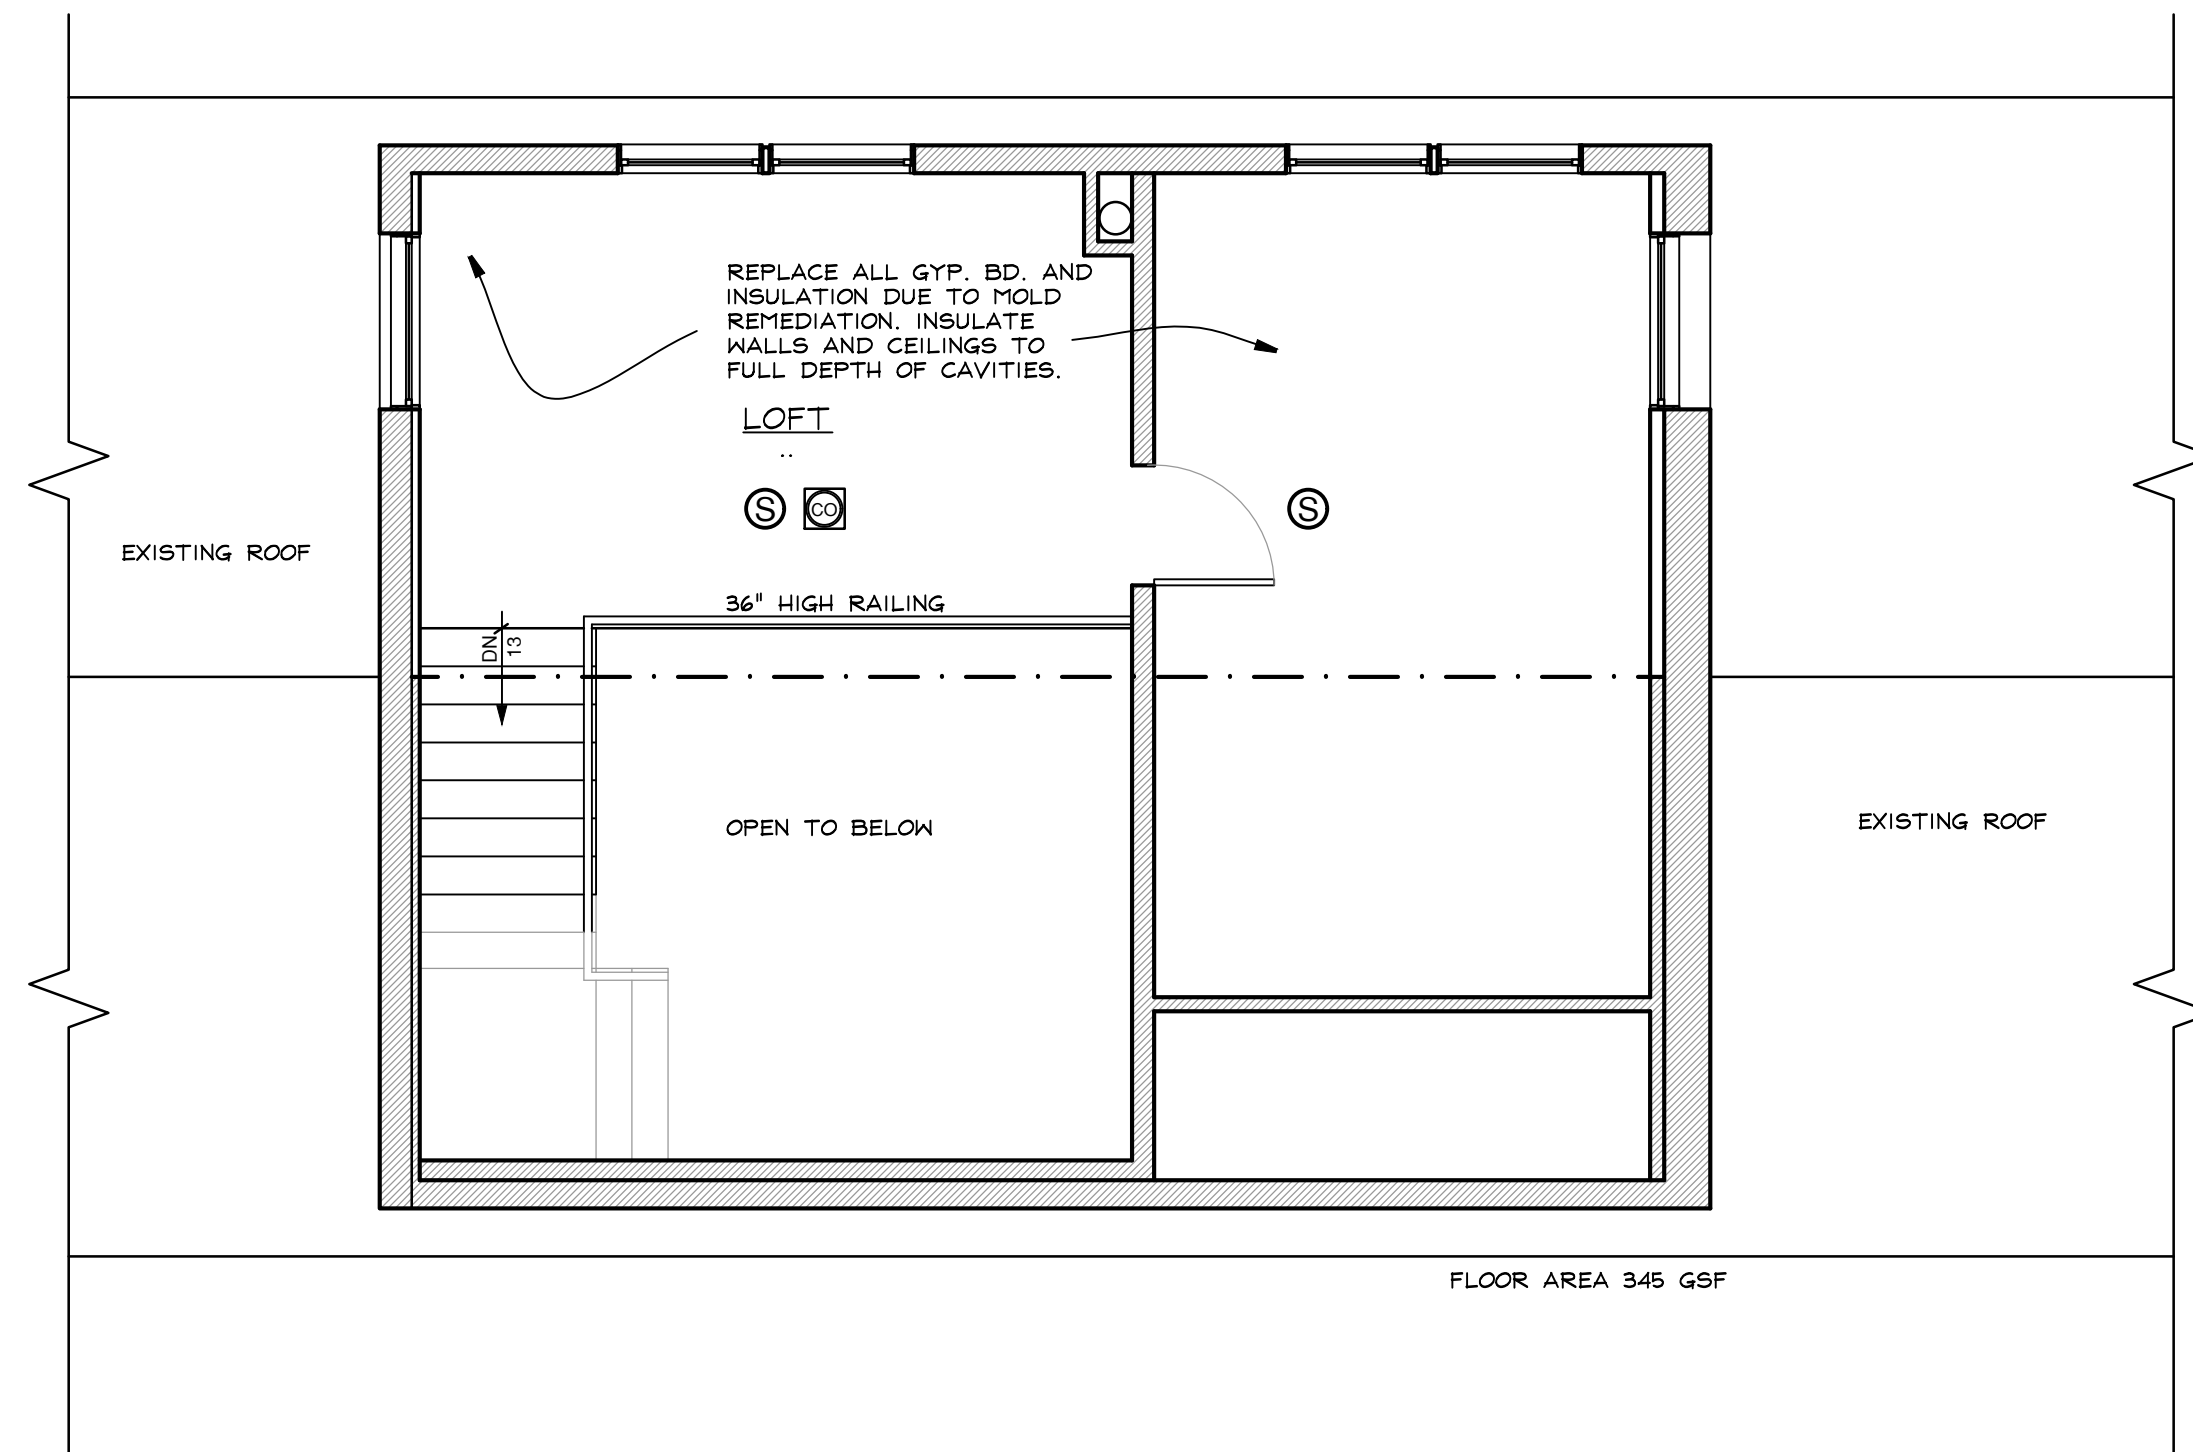 REPLACE ALL GYP. BD. AND
INSULATION DUE TO MOLD
REMEDIATION. INSULATE
WALLS AND CEILINGS TO
FULL DEPTH OF CAVITIES.
LOFT
..
S
CO
S
EXISTING ROOF
36" HIGH RAILING
DN
13
OPEN TO BELOW
EXISTING ROOF
FLOOR AREA 345 GSF